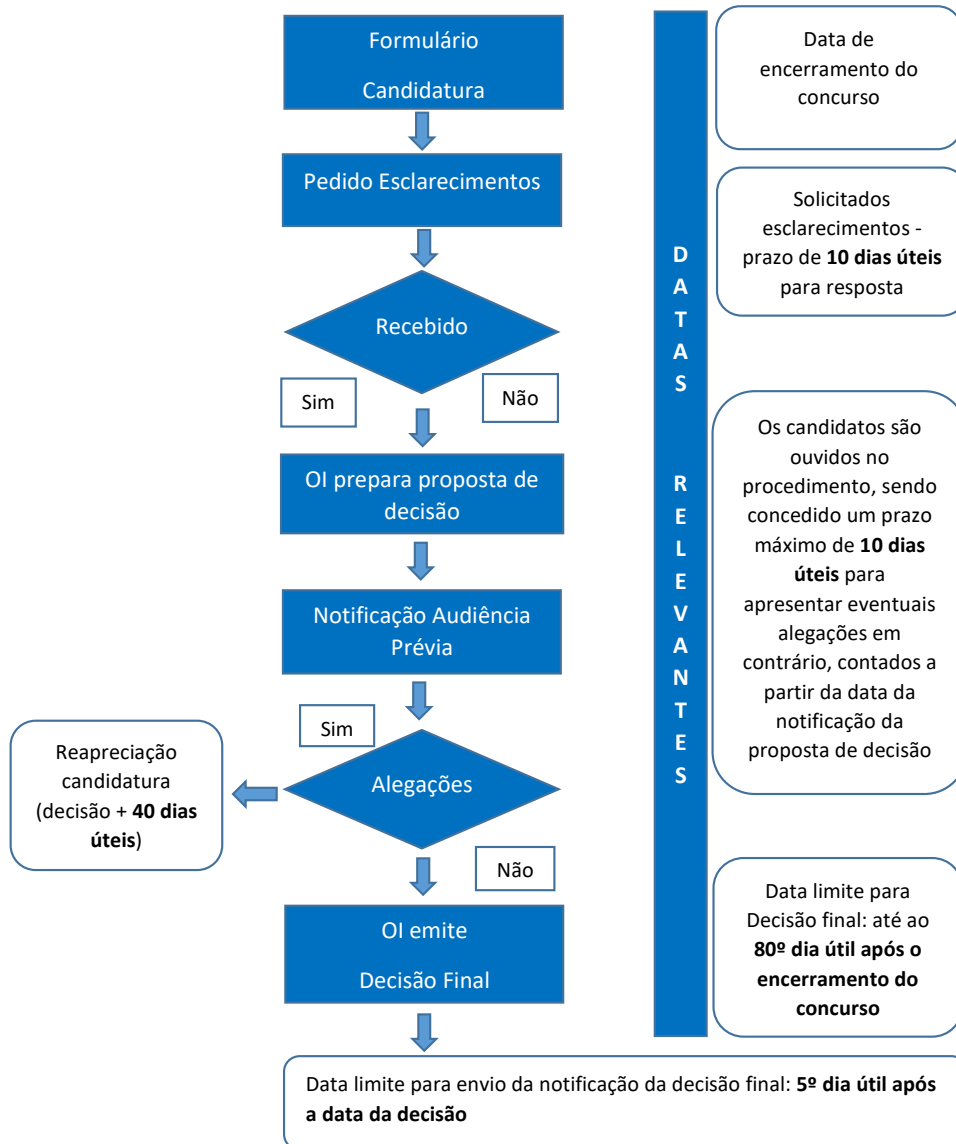 Formulário
Candidatura
Data de
encerramento do
concurso
Pedido Esclarecimentos
Solicitados
esclarecimentos -
prazo de 10 dias úteis
para resposta
DATAS RELEVANTES
Recebido
Sim
Não
OI prepara proposta de
decisão
Os candidatos são
ouvidos no
procedimento, sendo
concedido um prazo
máximo de 10 dias
úteis para
apresentar eventuais
alegações em
contrário, contados a
partir da data da
notificação da
proposta de decisão
Notificação Audiência
Prévia
Sim
Alegações
Reapreciação
candidatura
(decisão + 40 dias
úteis)
Não
OI emite
Decisão Final
Data limite para
Decisão final: até ao
80º dia útil após o
encerramento do
concurso
Data limite para envio da notificação da decisão final: 5º dia útil após
a data da decisão